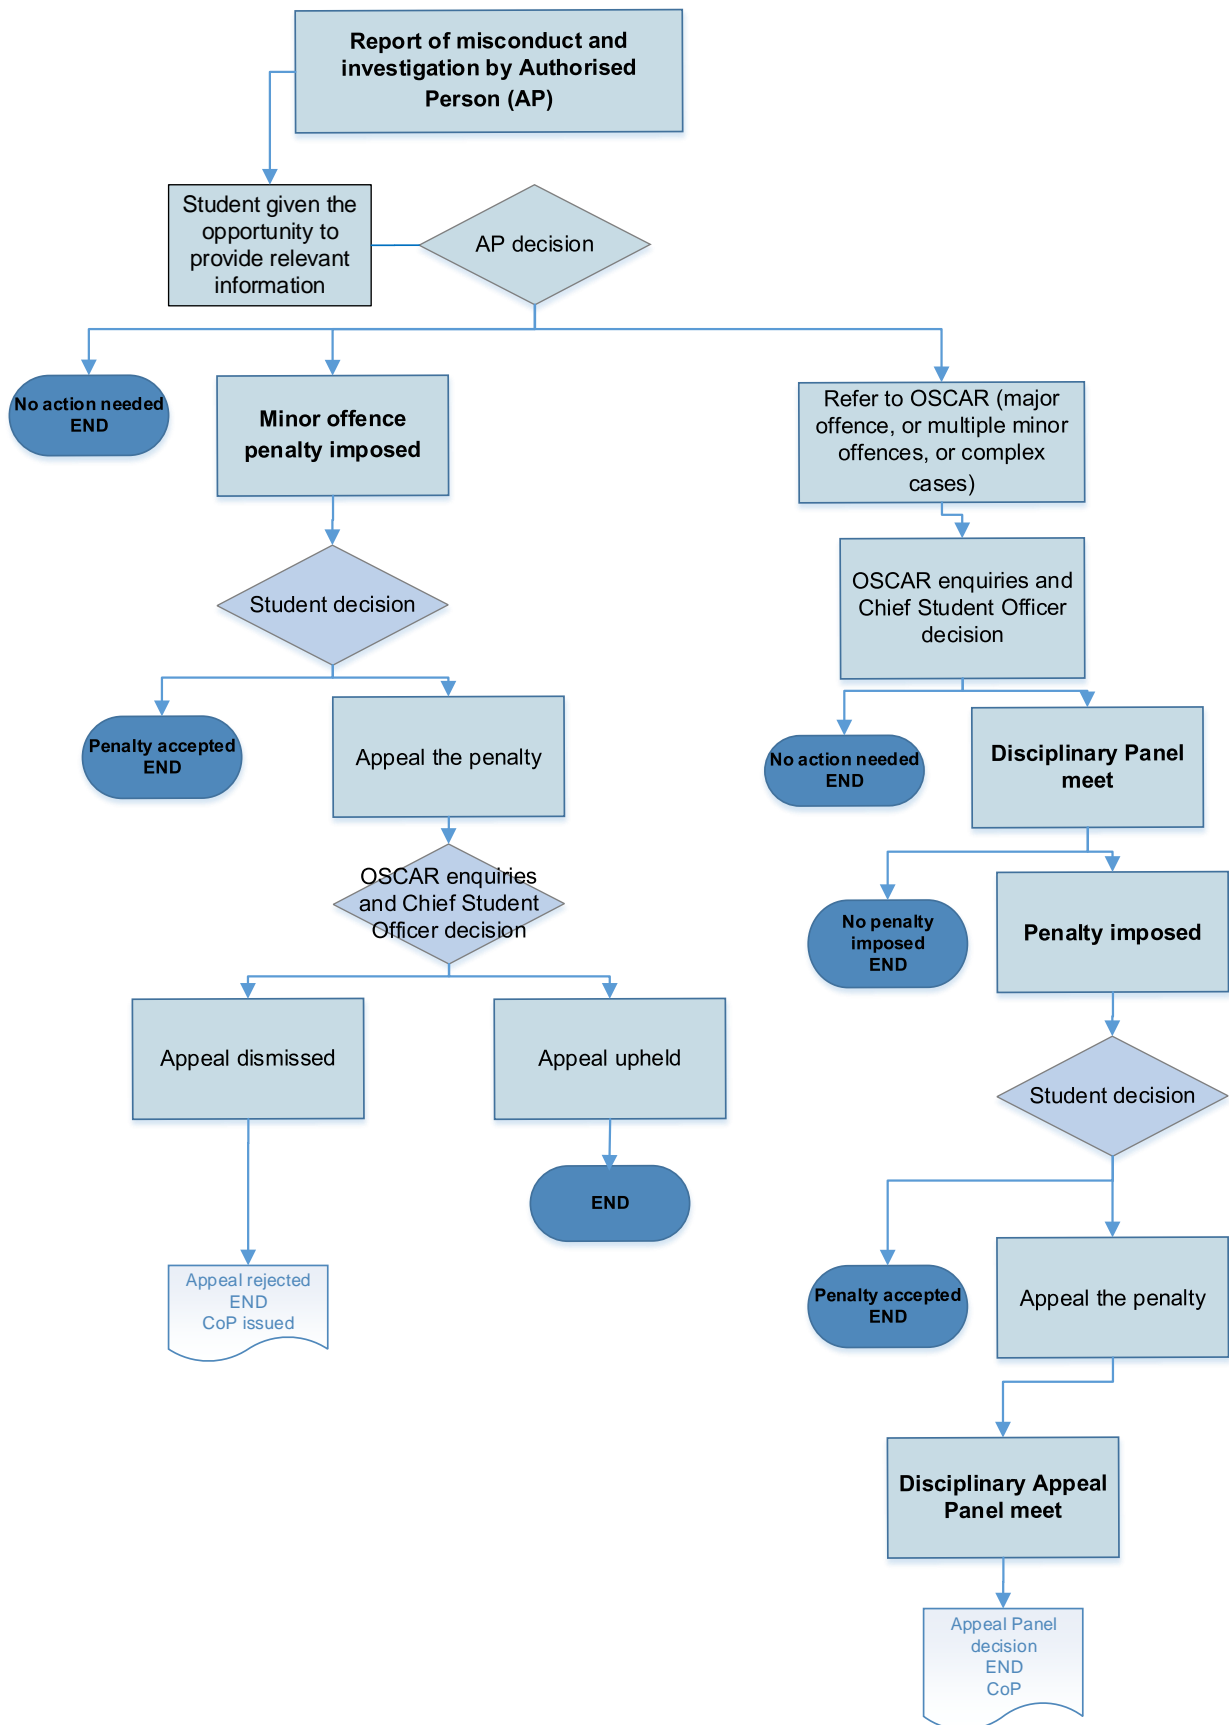 Report of misconduct and
investigation by Authorised
Person (AP)
Student given the
opportunity to
provide relevant
information
AP decision
No action needed
END
Minor offence
penalty imposed
Refer to OSCAR (major
offence, or multiple minor
offences, or complex
cases)
Student decision
OSCAR enquiries and
Chief Student Officer
decision
Penalty accepted
END
Appeal the penalty
No action needed
END
Disciplinary Panel
meet
OSCAR enquiries
and Chief Student
Officer decision
No penalty
imposed
END
Penalty imposed
Appeal dismissed
Appeal upheld
Student decision
END
Appeal rejected
END
CoP issued
Penalty accepted
END
Appeal the penalty
Disciplinary Appeal
Panel meet
Appeal Panel
decision
END
CoP